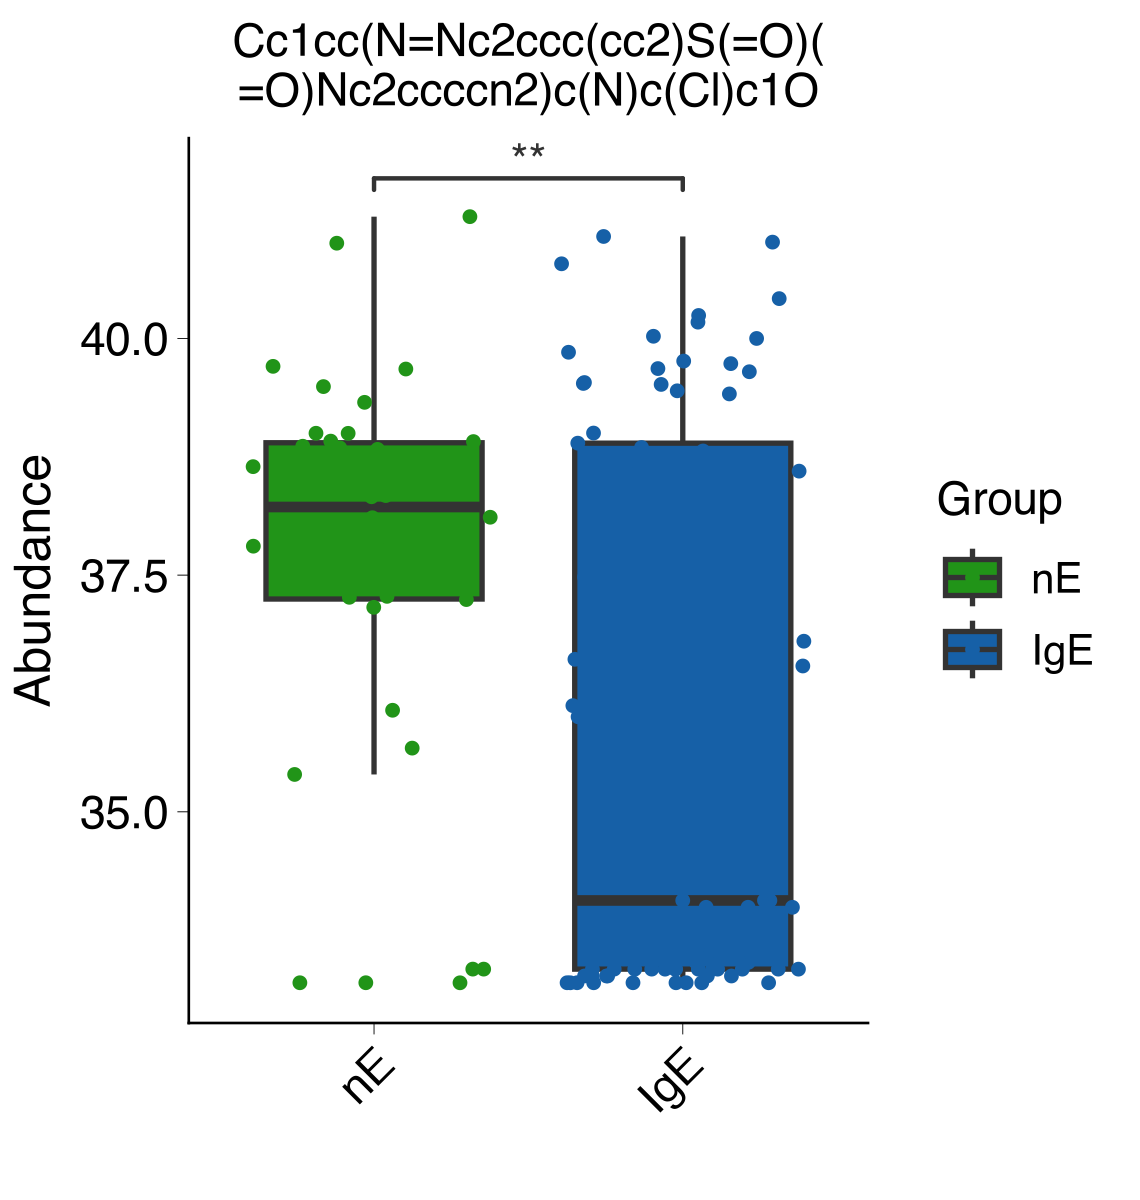 Cc1cc(N=Nc2ccc(cc2)S(=O)(
=O)Nc2ccccn2)c(N)c(Cl)c1O
**
Abundance
40.0
37.5
35.0
nE
IgE
Group
nE
IgE